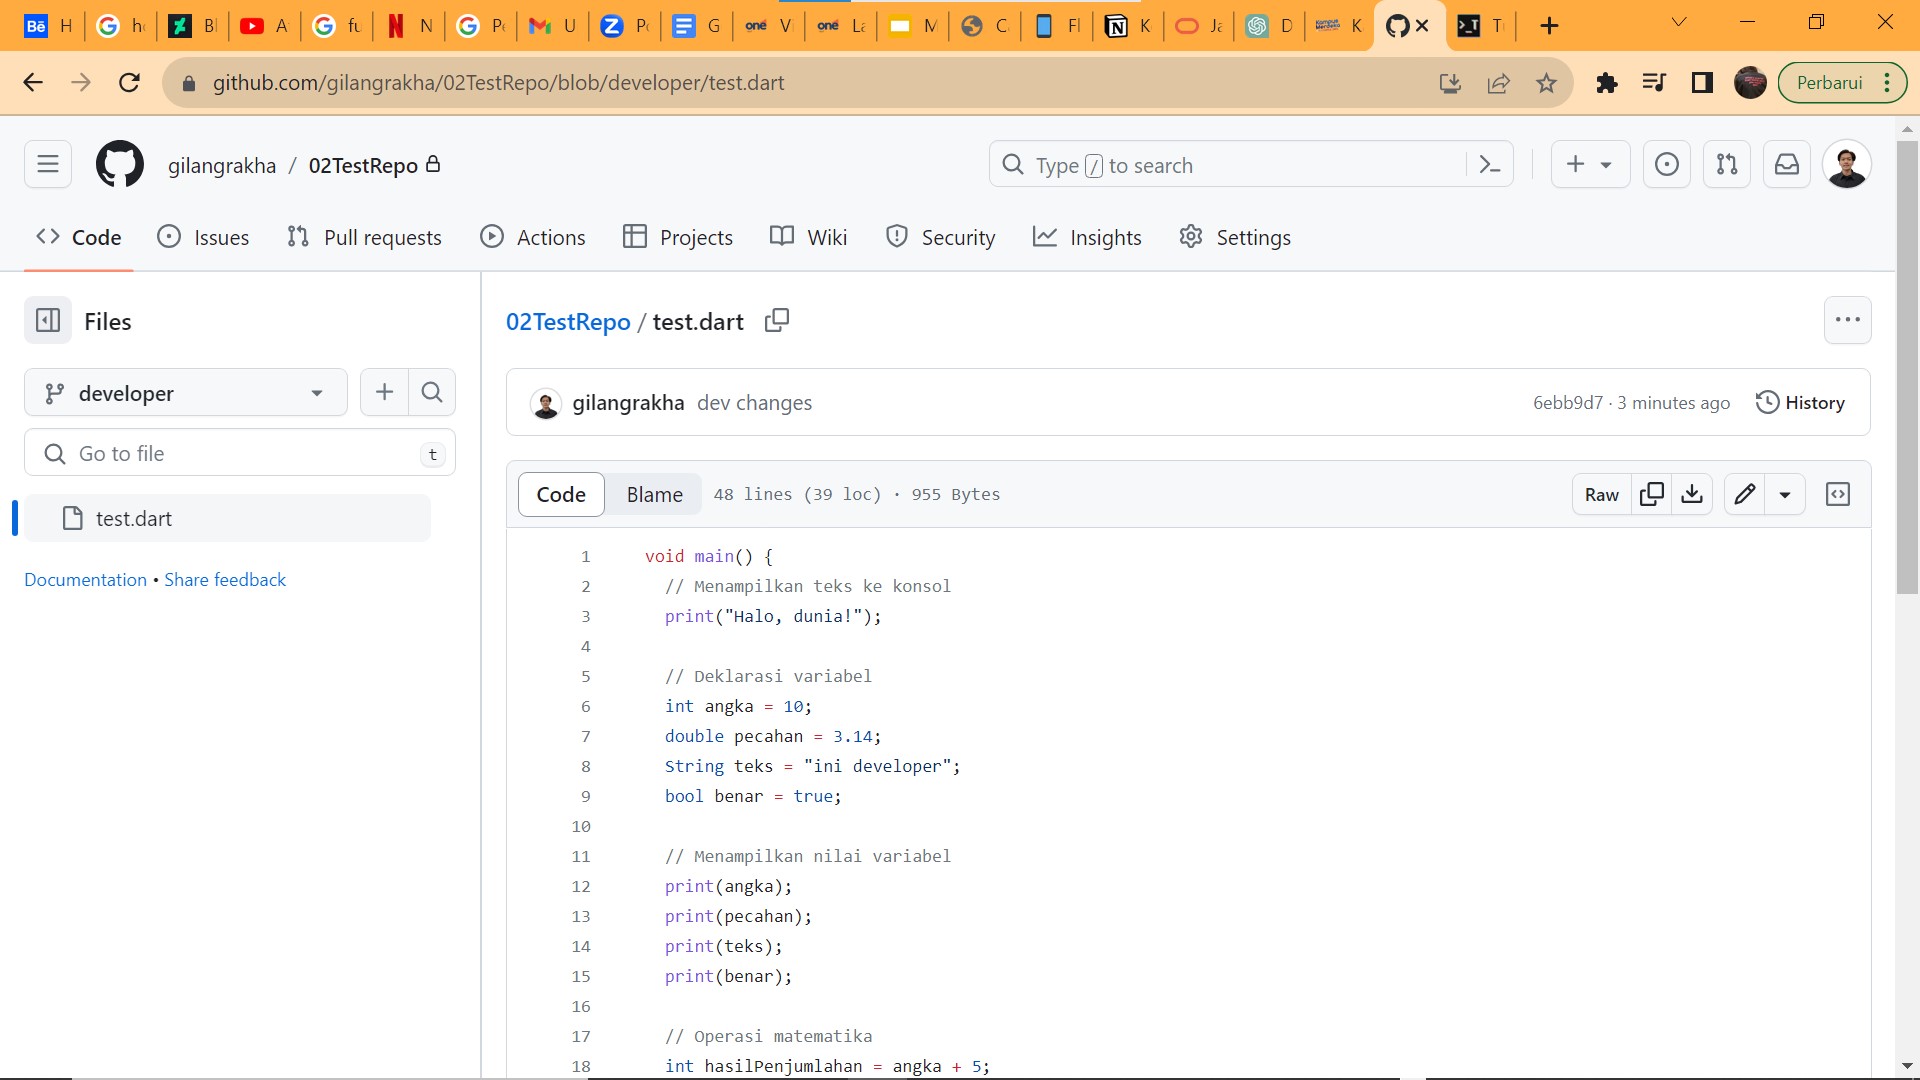 H
ho
Bl
A
fu
N
Pe
U
Po
G
one Vi
one La
M
C
Fl
K
Ja
D
K
T
github.com/gilangrakha/02TestRepo/blob/developer/test.dart
Perbarui
gilangrakha / 02TestRepo
Type / to search
Code Issues Pull requests Actions Projects Wiki Security Insights Settings
Files
02TestRepo / test.dart
developer
gilangrakha dev changes 6ebb9d7 · 3 minutes ago History
Go to file t
Code Blame 48 lines (39 loc) · 955 Bytes Raw
test.dart
Documentation • Share feedback
1 void main() {
2 // Menampilkan teks ke konsol
3 print("Halo, dunia!");
4
5 // Deklarasi variabel
6 int angka = 10;
7 double pecahan = 3.14;
8 String teks = "ini developer";
9 bool benar = true;
10
11 // Menampilkan nilai variabel
12 print(angka);
13 print(pecahan);
14 print(teks);
15 print(benar);
16
17 // Operasi matematika
18 int hasilPenjumlahan = angka + 5;